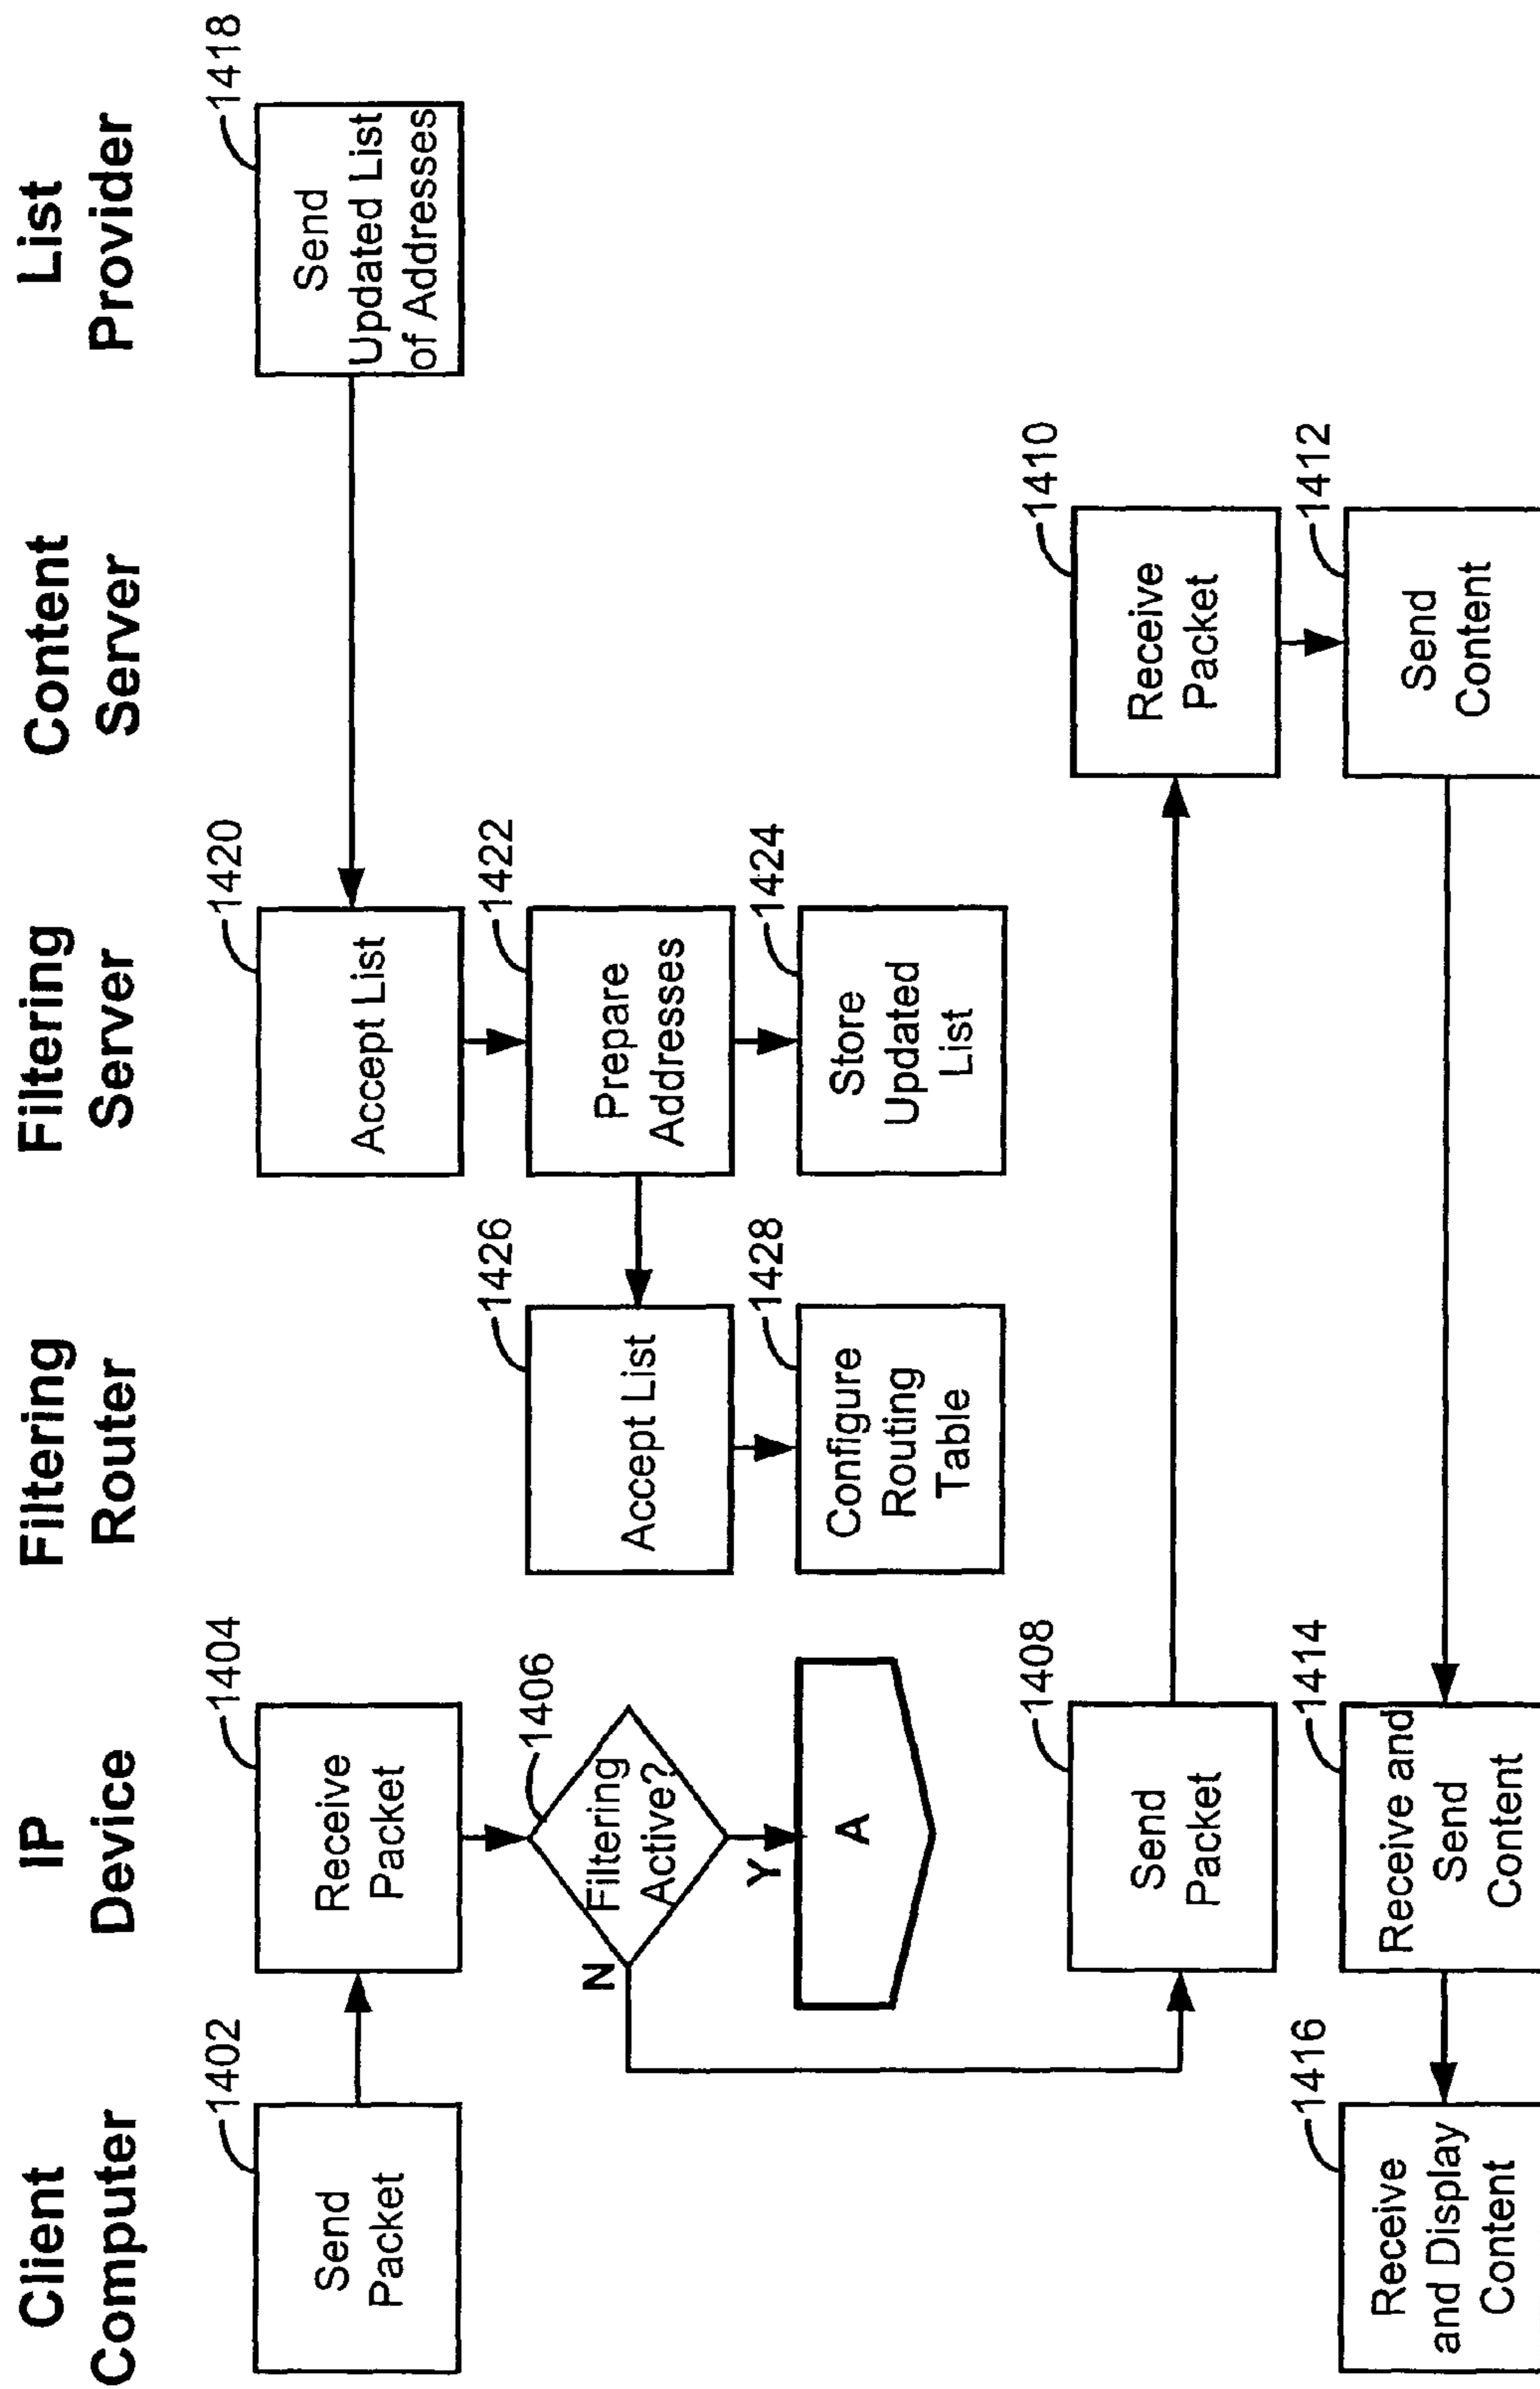 Client
Computer
IP
Device
Filtering
Router
Filtering
Server
Content
Server
List
Provider
1402
Send
Packet
1404
Receive
Packet
1420
Accept List
1418
Send
Updated List
of Addresses
1406
Filtering
Active?
N
Y
1426
Accept List
1422
Prepare
Addresses
A
1428
Configure
Routing
Table
1424
Store
Updated
List
1408
Send
Packet
1410
Receive
Packet
1416
Receive
and Display
Content
1414
Receive and
Send
Content
1412
Send
Content